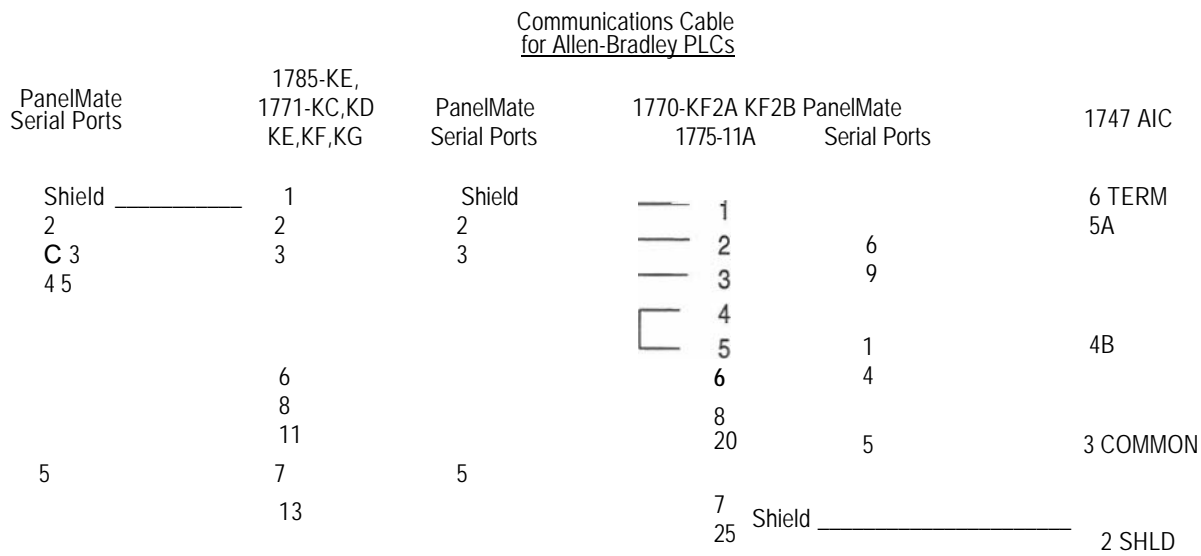 Communications Cable
for Allen-Bradley PLCs
PanelMate
Serial Ports
1785-KE,
1771-KC,KD
KE,KF,KG
PanelMate
Serial Ports
1770-KF2A KF2B PanelMate
1775-11A Serial Ports
1747 AIC
Shield ____________ 1 Shield 1 6 TERM
2 2 2 5A
2 6
C 3 3 3
3 9
4 5
4
5 1 4B
6 6 4
8 8
11 20 5 3 COMMON
5 7 5
13 7 Shield ________________________
25 2 SHLD